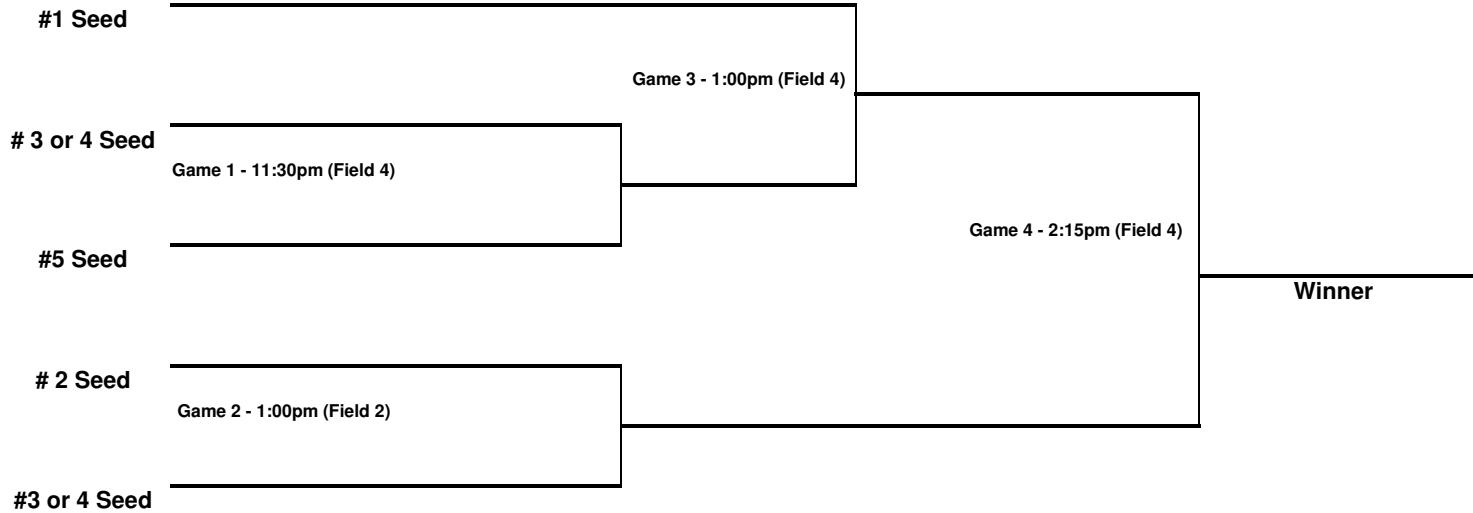 #1 Seed
Game 3 - 1:00pm (Field 4)
# 3 or 4 Seed
Game 1 - 11:30pm (Field 4)
Game 4 - 2:15pm (Field 4)
#5 Seed
Winner
# 2 Seed
Game 2 - 1:00pm (Field 2)
#3 or 4 Seed